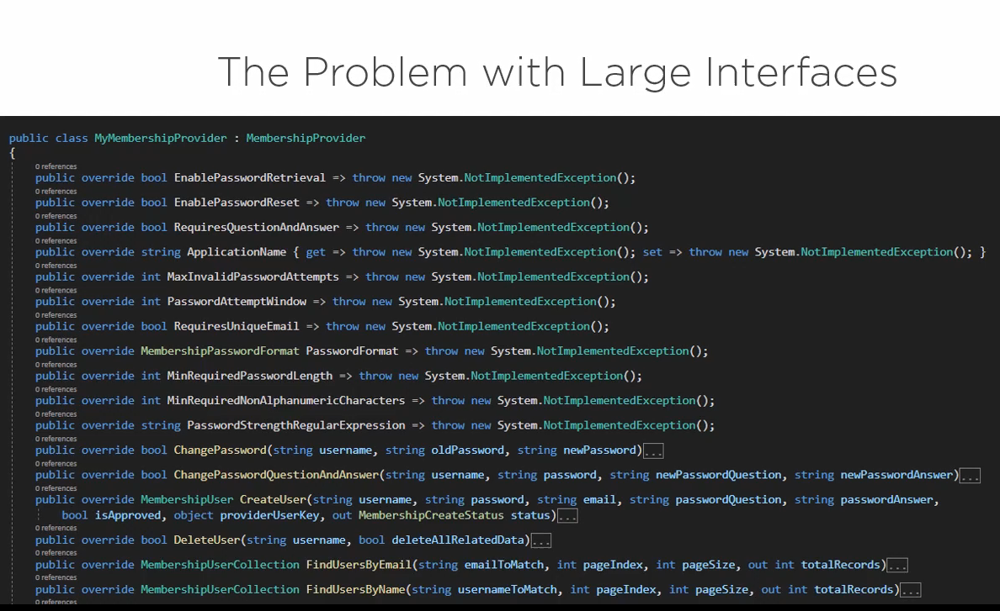 The Problem with Large Interfaces
public class MyMembershipProvider : MembershipProvider
{
0 references
public override bool EnablePasswordRetrieval => throw new System.NotImplementedException();
0 references
public override bool EnablePasswordReset => throw new System.NotImplementedException();
0 references
public override bool RequiresQuestionAndAnswer => throw new System.NotImplementedException();
0 references
public override string ApplicationName { get => throw new System.NotImplementedException(); set => throw new System.NotImplementedException(); }
0 references
public override int MaxInvalidPasswordAttempts => throw new System.NotImplementedException();
0 references
public override int PasswordAttemptWindow => throw new System.NotImplementedException();
0 references
public override bool RequiresUniqueEmail => throw new System.NotImplementedException();
0 references
public override MembershipPasswordFormat PasswordFormat => throw new System.NotImplementedException();
0 references
public override int MinRequiredPasswordLength => throw new System.NotImplementedException();
0 references
public override int MinRequiredNonAlphanumericCharacters => throw new System.NotImplementedException();
0 references
public override string PasswordStrengthRegularExpression => throw new System.NotImplementedException();
0 references
public override bool ChangePassword(string username, string oldPassword, string newPassword)...
0 references
public override bool ChangePasswordQuestionAndAnswer(string username, string password, string newPasswordQuestion, string newPasswordAnswer)...
0 references
public override MembershipUser CreateUser(string username, string password, string email, string passwordQuestion, string passwordAnswer,
bool isApproved, object providerUserKey, out MembershipCreateStatus status)...
0 references
public override bool DeleteUser(string username, bool deleteAllRelatedData)...
0 references
public override MembershipUserCollection FindUsersByEmail(string emailToMatch, int pageIndex, int pageSize, out int totalRecords)...
0 references
public override MembershipUserCollection FindUsersByName(string usernameToMatch, int pageIndex, int pageSize, out int totalRecords)...
0 references